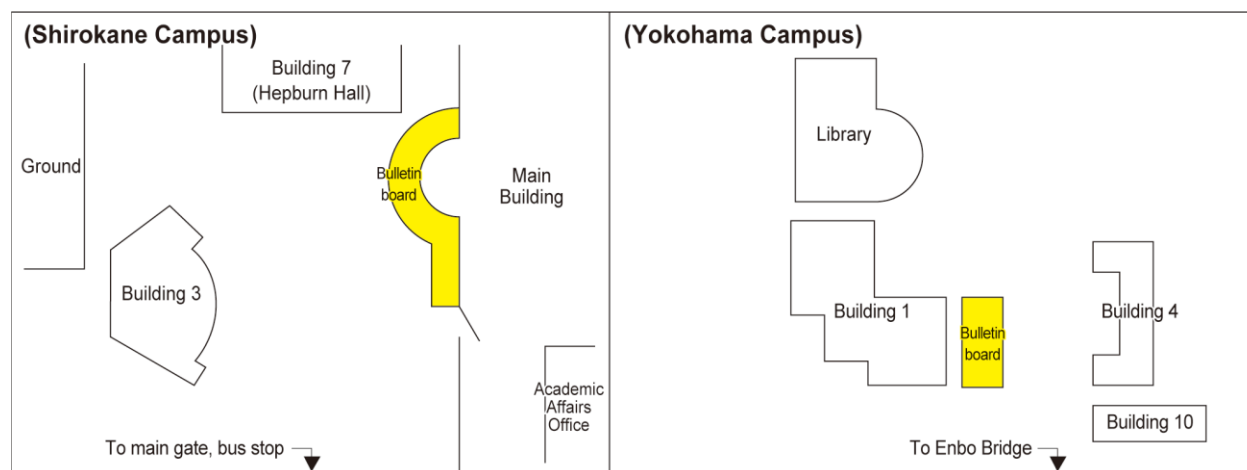 (Shirokane Campus)
Building 7
(Hepburn Hall)
Ground
Bulletin
board
Main
Building
Building 3
Academic
Affairs
Office
To main gate, bus stop
(Yokohama Campus)
Library
Building 1
Bulletin
board
Building 4
Building 10
To Enbo Bridge